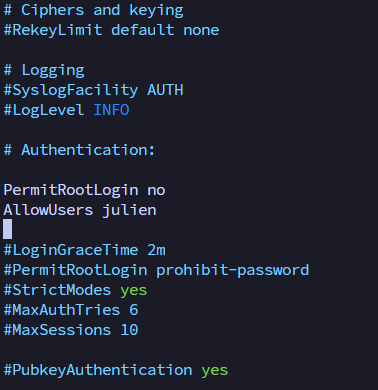 # Ciphers and keying
#RekeyLimit default none
# Logging
#SyslogFacility AUTH
#LogLevel INFO
# Authentication:
PermitRootLogin no
AllowUsers julien
#LoginGraceTime 2m
#PermitRootLogin prohibit-password
#StrictModes yes
#MaxAuthTries 6
#MaxSessions 10
#PubkeyAuthentication yes